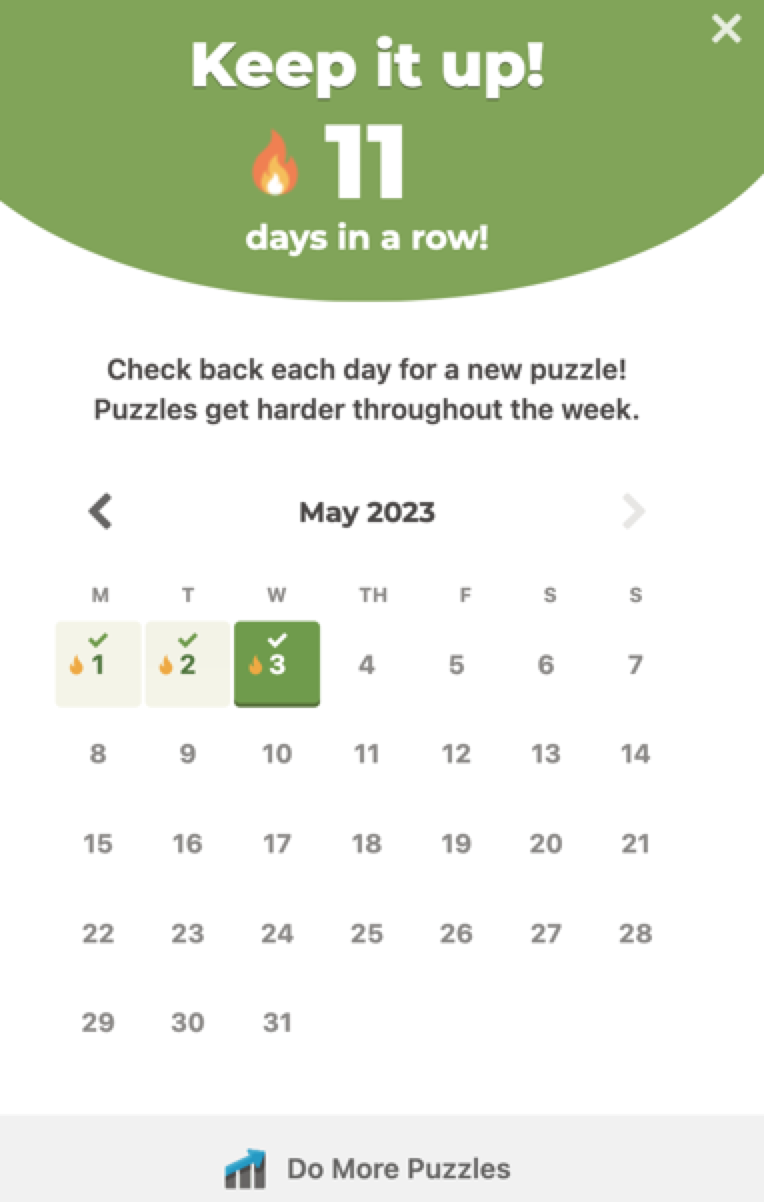 Keep it up!
11
days in a row!
Check back each day for a new puzzle!
Puzzles get harder throughout the week.
May 2023
M T W TH F S S
1 2 3 4 5 6 7
8 9 10 11 12 13 14
15 16 17 18 19 20 21
22 23 24 25 26 27 28
29 30 31
Do More Puzzles